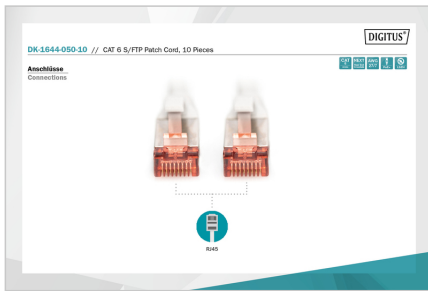 DIGITUS®
DK-1644-050-10 // CAT 6 S/FTP Patch Cord, 10 Pieces
Anschlüsse
Connections
RJ45